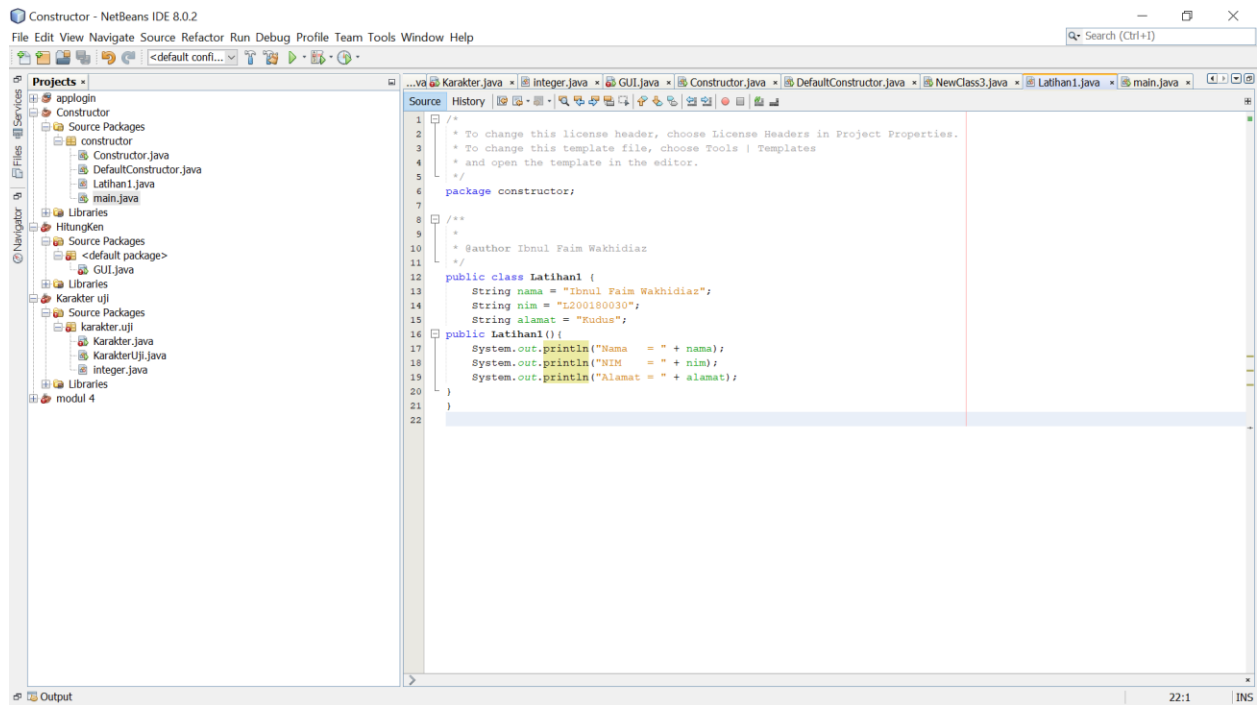 Constructor - NetBeans IDE 8.0.2
File Edit View Navigate Source Refactor Run Debug Profile Team Tools Window Help
Search (Ctrl+I)
<default confi...
Projects
Services
Files
Navigator
applogin
Constructor
Source Packages
constructor
Constructor.java
DefaultConstructor.java
Latihan1.java
main.java
Libraries
HitungKen
Source Packages
<default package>
GUI.java
Libraries
Karakter uji
Source Packages
karakter.uji
Karakter.java
KarakterUji.java
integer.java
Libraries
modul 4
...va Karakter.java integer.java GUI.java Constructor.java DefaultConstructor.java NewClass3.java Latihan1.java main.java
Source History
1 /*
2 * To change this license header, choose License Headers in Project Properties.
3 * To change this template file, choose Tools | Templates
4 * and open the template in the editor.
5 */
6 package constructor;
7
8 /**
9 *
10 * @author Ibnul Faim Wakhidiaz
11 */
12 public class Latihan1 {
13 String nama = "Ibnul Faim Wakhidiaz";
14 String nim = "L200180030";
15 String alamat = "Kudus";
16 public Latihan1(){
17 System.out.println("Nama   = " + nama);
18 System.out.println("NIM    = " + nim);
19 System.out.println("Alamat = " + alamat);
20 }
21 }
22
Output
22:1 INS